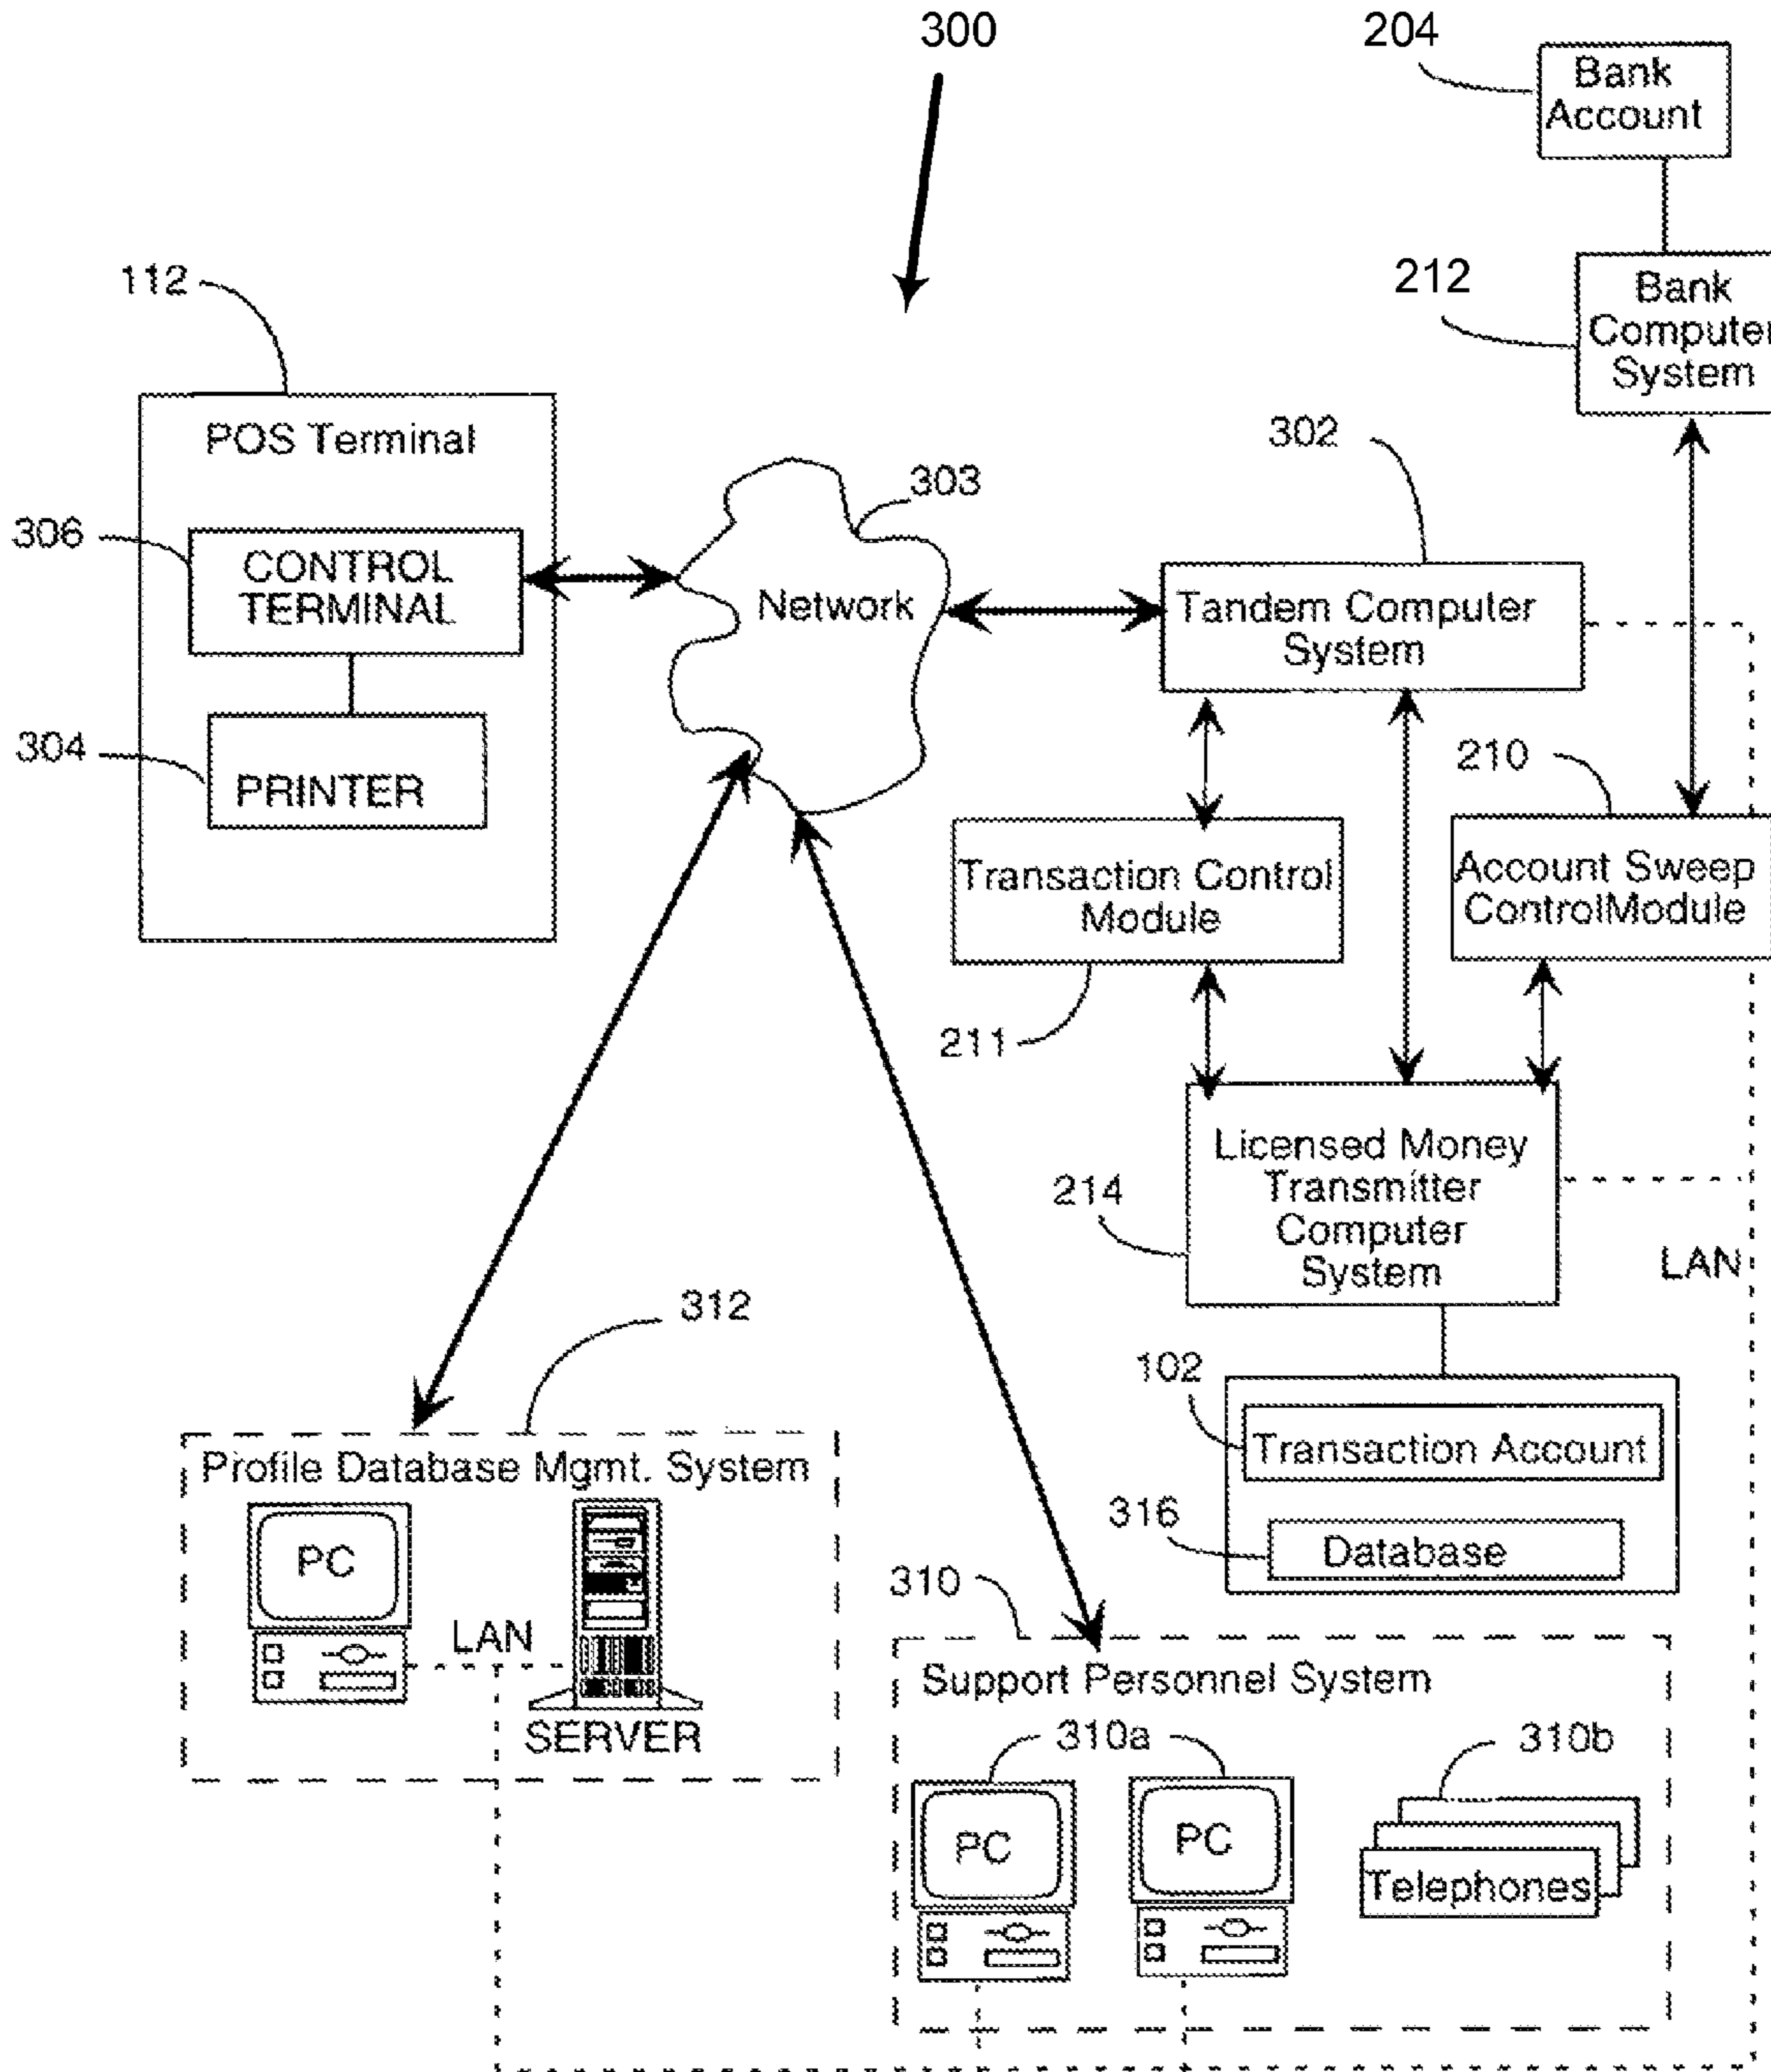 300
204
Bank
Account
112
212
Bank
Computer
System
POS Terminal
302
303
306
CONTROL
TERMINAL
Network
Tandem Computer
System
304
PRINTER
210
Transaction Control
Module
Account Sweep
ControlModule
211
Licensed Money
Transmitter
Computer
System
214
LAN
312
102
Transaction Account
Profile Database Mgmt. System
316
Database
PC
310
LAN
Support Personnel System
SERVER
310a
310b
PC
PC
Telephones